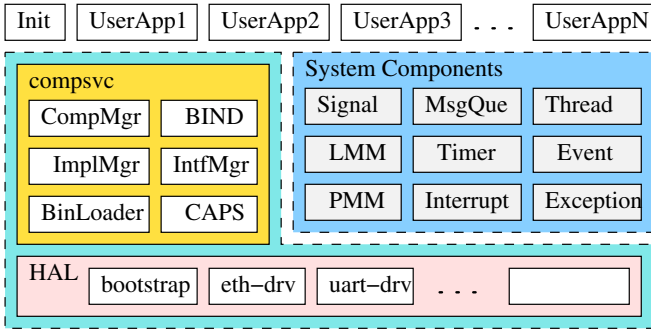 Init UserApp1 UserApp2 UserApp3 . . . UserAppN
compsvc
CompMgr BIND
ImplMgr IntfMgr
BinLoader CAPS
System Components
Signal MsgQue Thread
LMM Timer Event
PMM Interrupt Exception
HAL
bootstrap eth−drv uart−drv . . .